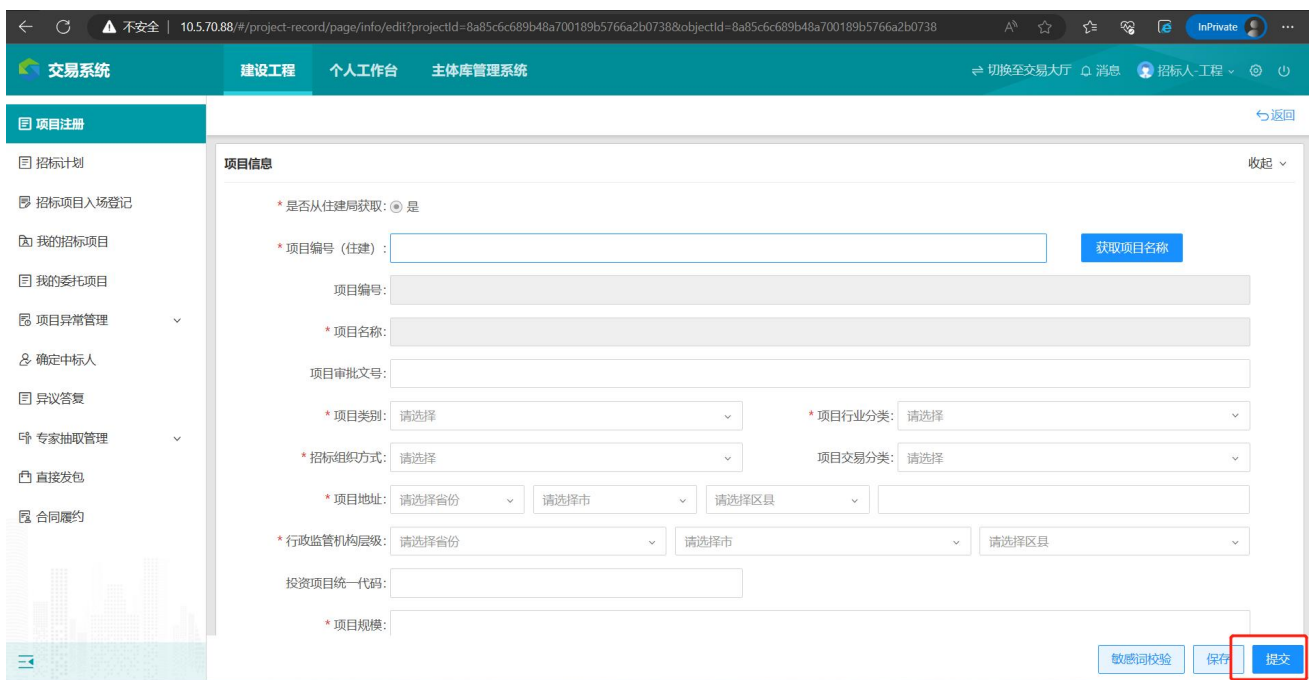 不安全 | 10.5.70.88/#/project-record/page/info/edit?projectId=8a85c6c689b48a700189b5766a2b0738&objectId=8a85c6c689b48a700189b5766a2b0738 InPrivate
交易系统 建设工程 个人工作台 主体库管理系统 切换至交易大厅 消息 招标人-工程
项目注册 返回
招标计划 项目信息 收起
招标项目入场登记 * 是否从住建局获取: 是
我的招标项目 * 项目编号（住建）: 获取项目名称
我的委托项目 项目编号:
项目异常管理 * 项目名称:
确定中标人 项目审批文号:
异议答复 * 项目类别: 请选择 * 项目行业分类: 请选择
专家抽取管理 * 招标组织方式: 请选择 项目交易分类: 请选择
直接发包 * 项目地址: 请选择省份 请选择市 请选择区县
合同履约 * 行政监管机构层级: 请选择省份 请选择市 请选择区县
投资项目统一代码:
* 项目规模:
敏感词校验 保存 提交